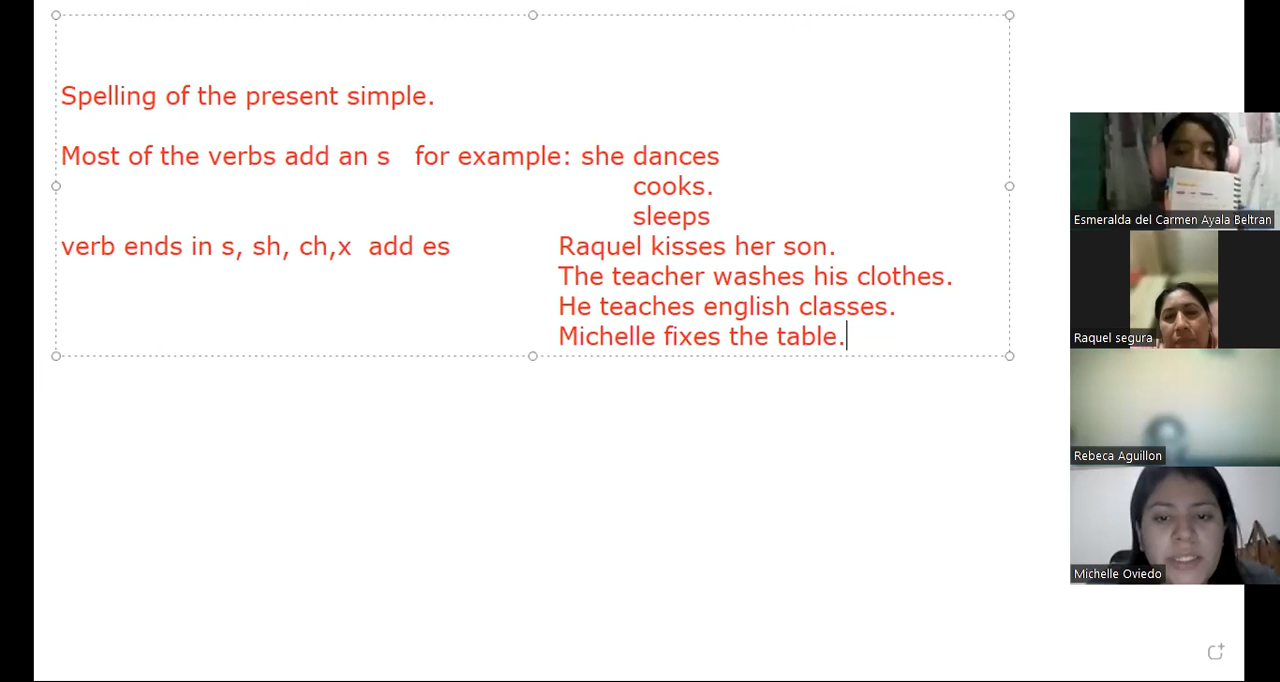 Spelling of the present simple.
Most of the verbs add an s for example: she dances
cooks.
sleeps
verb ends in s, sh, ch,x add es Raquel kisses her son.
The teacher washes his clothes.
He teaches english classes.
Michelle fixes the table.
Esmeralda del Carmen Ayala Beltran
Raquel segura
Rebeca Aguillon
Michelle Oviedo